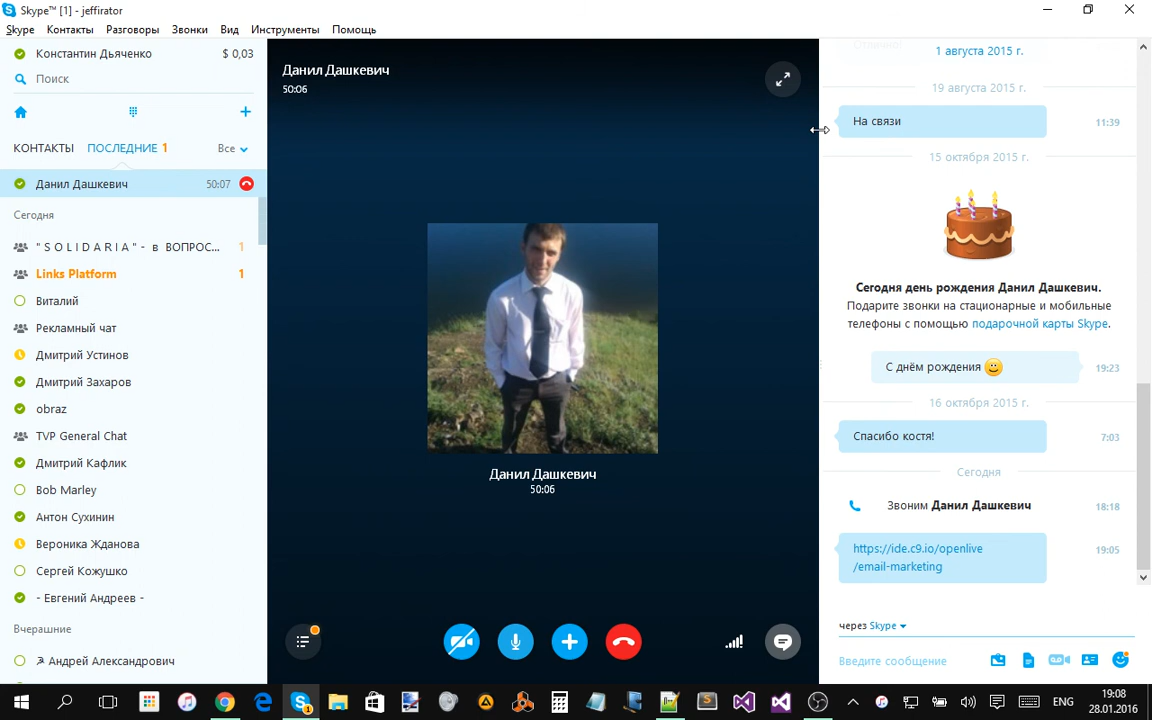 Skype™ [1] - jeffirator
Skype Контакты Разговоры Звонки Вид Инструменты Помощь
Константин Дьяченко $ 0,03
Поиск
КОНТАКТЫ ПОСЛЕДНИЕ 1 Все
Данил Дашкевич 50:07
Сегодня
" S O L I D A R I A " - в ВОПРОС... 1
Links Platform 1
Виталий
Рекламный чат
Дмитрий Устинов
Дмитрий Захаров
obraz
TVP General Chat
Дмитрий Кафлик
Bob Marley
Антон Сухинин
Вероника Жданова
Сергей Кожушко
- Евгений Андреев -
Вчерашние
Андрей Александрович
Данил Дашкевич
50:06
Данил Дашкевич
50:06
1 августа 2015 г.
19 августа 2015 г.
На связи 11:39
15 октября 2015 г.
Сегодня день рождения Данил Дашкевич.
Подарите звонки на стационарные и мобильные
телефоны с помощью подарочной карты Skype.
С днём рождения 19:23
16 октября 2015 г.
Спасибо костя! 7:03
Сегодня
Звоним Данил Дашкевич 18:18
https://ide.c9.io/openlive 19:05
/email-marketing
через Skype
Введите сообщение
ENG
19:08
28.01.2016